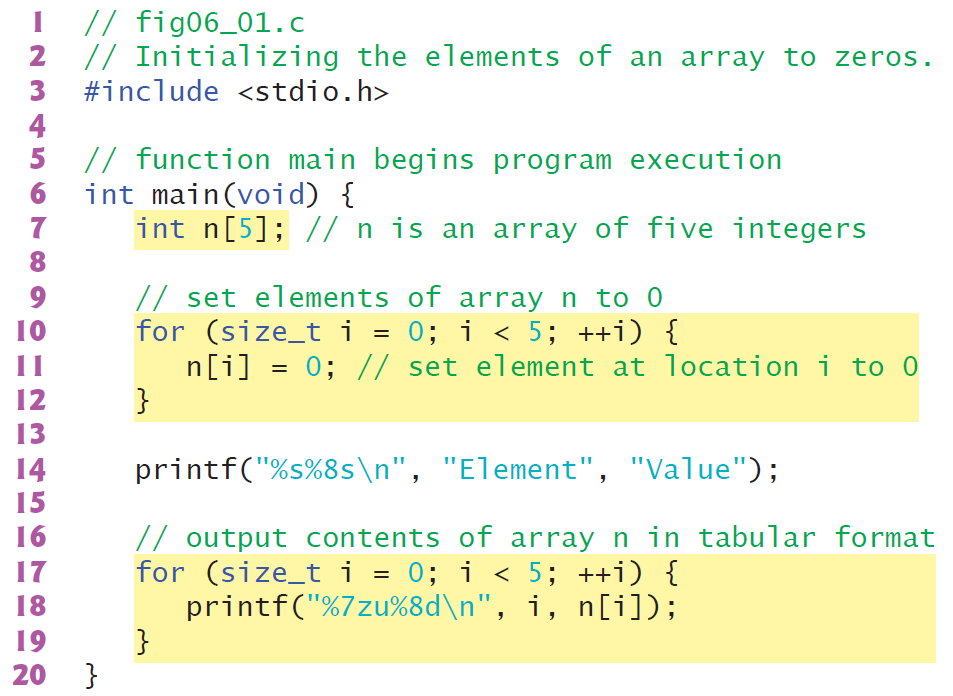 1 // fig06_01.c
2 // Initializing the elements of an array to zeros.
3 #include <stdio.h>
4
5 // function main begins program execution
6 int main(void) {
7    int n[5]; // n is an array of five integers
8
9    // set elements of array n to 0
10    for (size_t i = 0; i < 5; ++i) {
11       n[i] = 0; // set element at location i to 0
12    }
13
14    printf("%s%8s\n", "Element", "Value");
15
16    // output contents of array n in tabular format
17    for (size_t i = 0; i < 5; ++i) {
18       printf("%7zu%8d\n", i, n[i]);
19    }
20 }